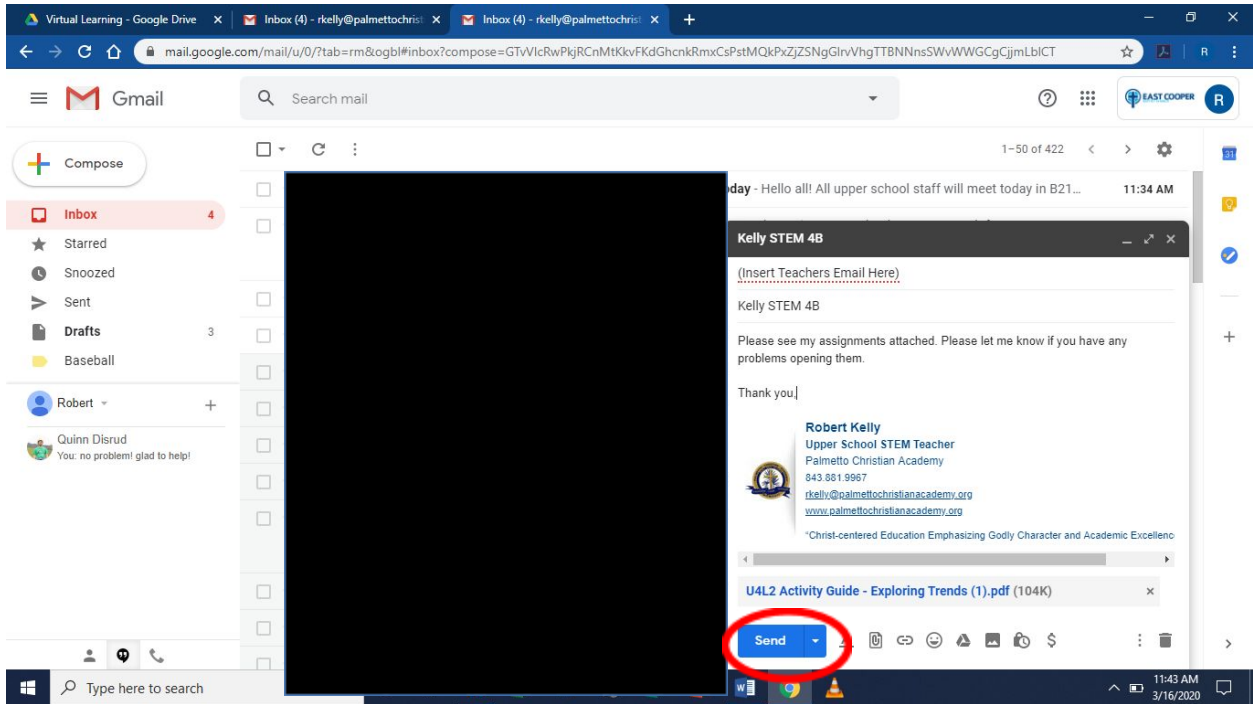 Virtual Learning - Google Drive
Inbox (4) - rkelly@palmettochrist
Inbox (4) - rkelly@palmettochrist
mail.google.com/mail/u/0/?tab=rm&ogbl#inbox?compose=
R
Gmail
Search mail
EAST COOPER
R
Compose
1–50 of 422
31
Inbox 4
Starred
Snoozed
Sent
Drafts 3
Baseball
Robert
Quinn Disrud
You: no problem! glad to help!
day - Hello all! All upper school staff will meet today in B21... 11:34 AM
Kelly STEM 4B
(Insert Teachers Email Here)
Kelly STEM 4B
Please see my assignments attached. Please let me know if you have any
problems opening them.
Thank you,
Robert Kelly
Upper School STEM Teacher
Palmetto Christian Academy
843.881.9967
rkelly@palmettochristianacademy.org
www.palmettochristianacademy.org
"Christ-centered Education Emphasizing Godly Character and Academic Excellenc
U4L2 Activity Guide - Exploring Trends (1).pdf (104K)
Send
Type here to search
11:43 AM
3/16/2020